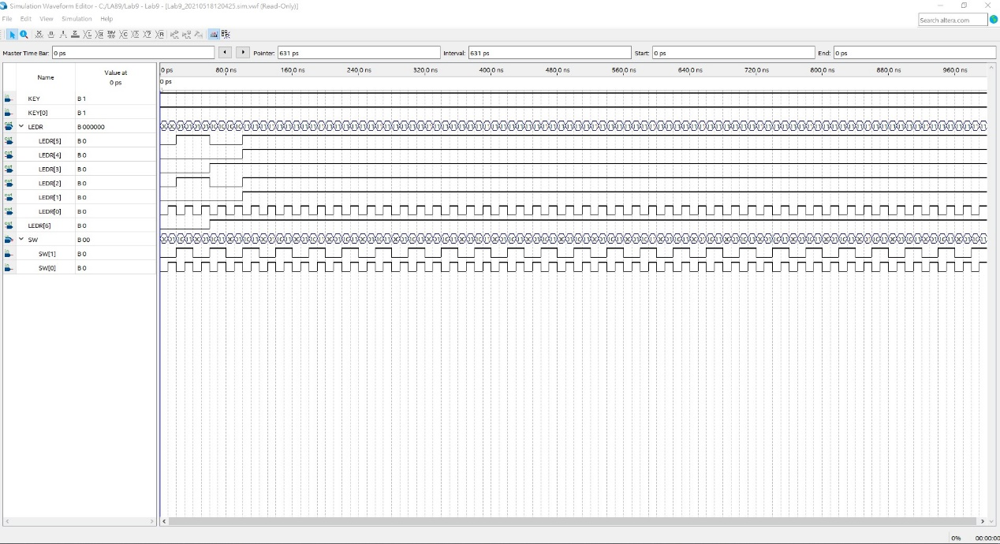 Simulation Waveform Editor - C:/LAB9/Lab9 - Lab9 - [Lab9_20210518120425.sim.vwf (Read-Only)]
File Edit View Simulation Help
Search altera.com
Master Time Bar: 0 ps Pointer: 631 ps Interval: 631 ps Start: 0 ps End: 0 ps
Name Value at 0 ps
0 ps 80.0 ns 160.0 ns 240.0 ns 320.0 ns 400.0 ns 480.0 ns 560.0 ns 640.0 ns 720.0 ns 800.0 ns 880.0 ns 960.0 ns
0 ps
KEY B 1
KEY[0] B 1
LEDR B 000000
LEDR[5] B 0
LEDR[4] B 0
LEDR[3] B 0
LEDR[2] B 0
LEDR[1] B 0
LEDR[0] B 0
LEDR[6] B 0
SW B 00
SW[1] B 0
SW[0] B 0
0% 00:00:00